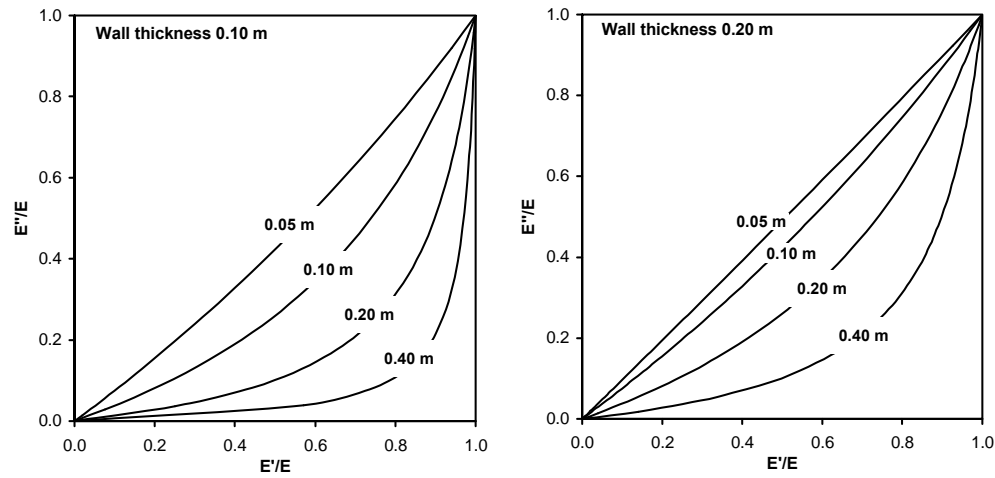 Wall thickness 0.10 m
1.0
0.8
0.6
0.4
0.2
0.0
E''/E
0.05 m
0.10 m
0.20 m
0.40 m
0.0 0.2 0.4 0.6 0.8 1.0
E'/E
Wall thickness 0.20 m
1.0
0.8
0.6
0.4
0.2
0.0
E''/E
0.05 m
0.10 m
0.20 m
0.40 m
0.0 0.2 0.4 0.6 0.8 1.0
E'/E